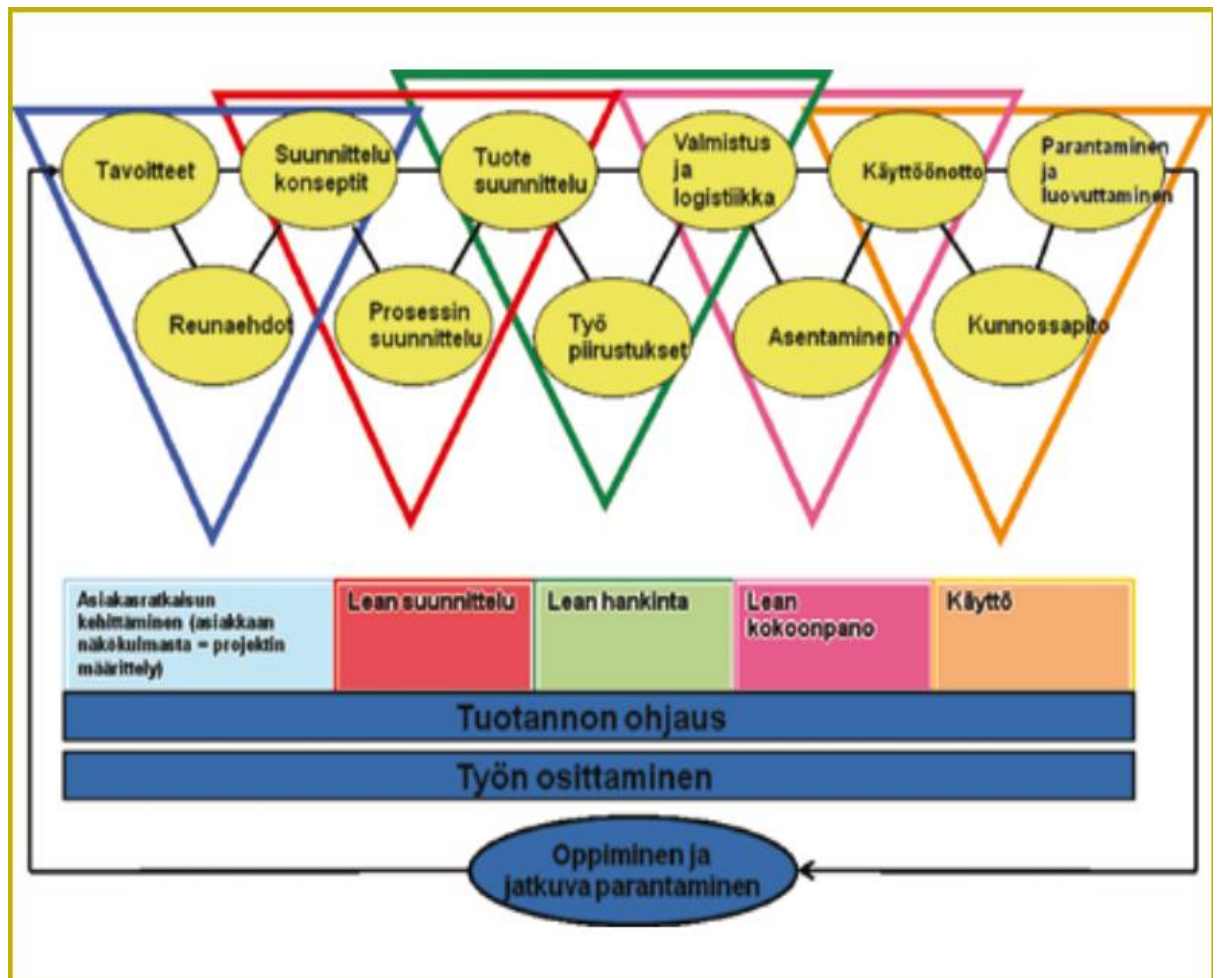 Tavoitteet
Suunnittelu
konseptit
Tuote
suunnittelu
Valmistus
ja
logistiikka
Käyttöönotto
Parantaminen
ja
luovuttaminen
Reunaehdot
Prosessin
suunnittelu
Työ
piirustukset
Asentaminen
Kunnossapito
Asiakasratkaisun
kehittäminen (asiakkaan
näkökulmasta = projektin
määrittely)
Lean suunnittelu
Lean hankinta
Lean
kokoonpano
Käyttö
Tuotannon ohjaus
Työn osittaminen
Oppiminen ja
jatkuva parantaminen